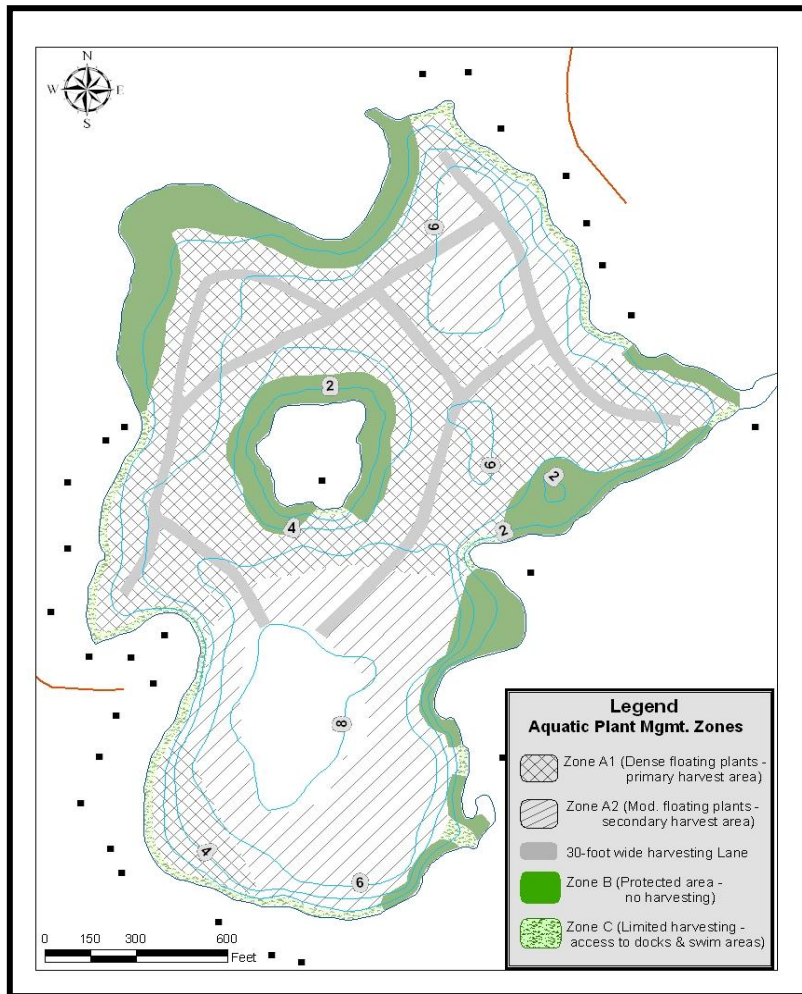 N
W E
S
6
2
6
2
4
2
8
4
6
Legend
Aquatic Plant Mgmt. Zones
Zone A1 (Dense floating plants -
primary harvest area)
Zone A2 (Mod. floating plants -
secondary harvest area)
30-foot wide harvesting Lane
Zone B (Protected area -
no harvesting)
Zone C (Limited harvesting -
access to docks & swim areas)
0 150 300 600
Feet